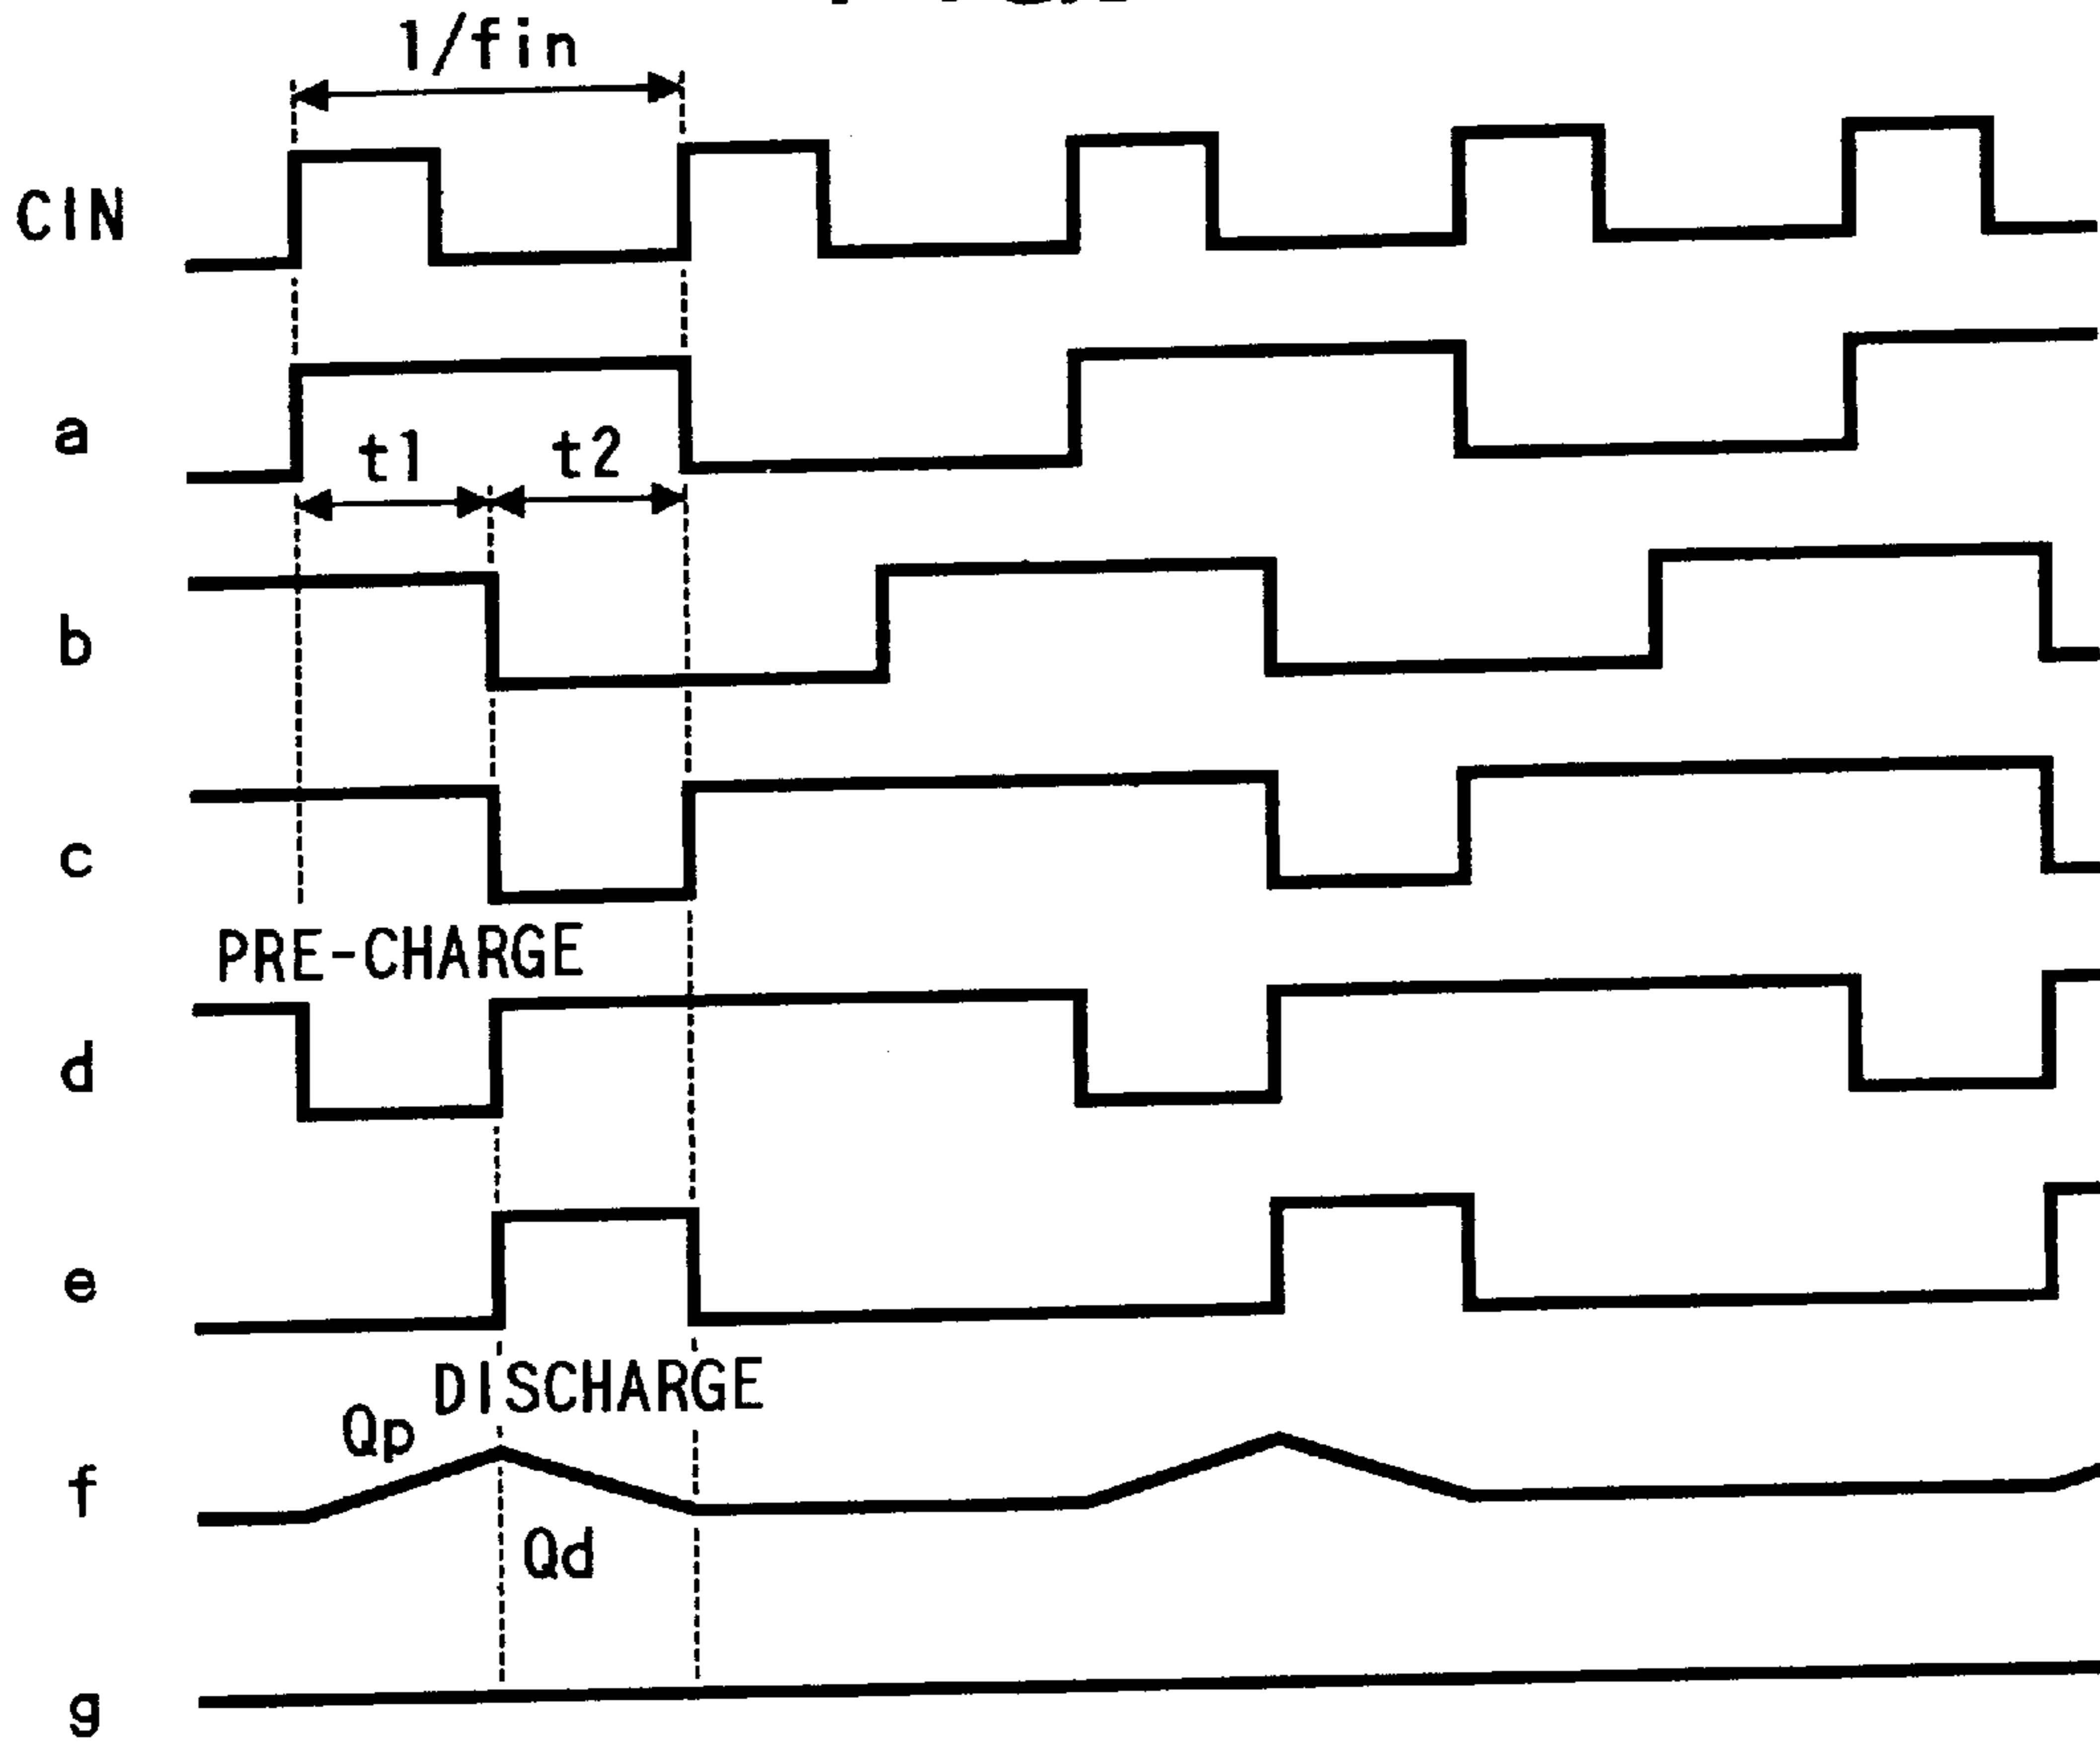 1/fin
CIN
a
t1 t2
b
c
PRE-CHARGE
d
e
DISCHARGE
Qp
f
Qd
g